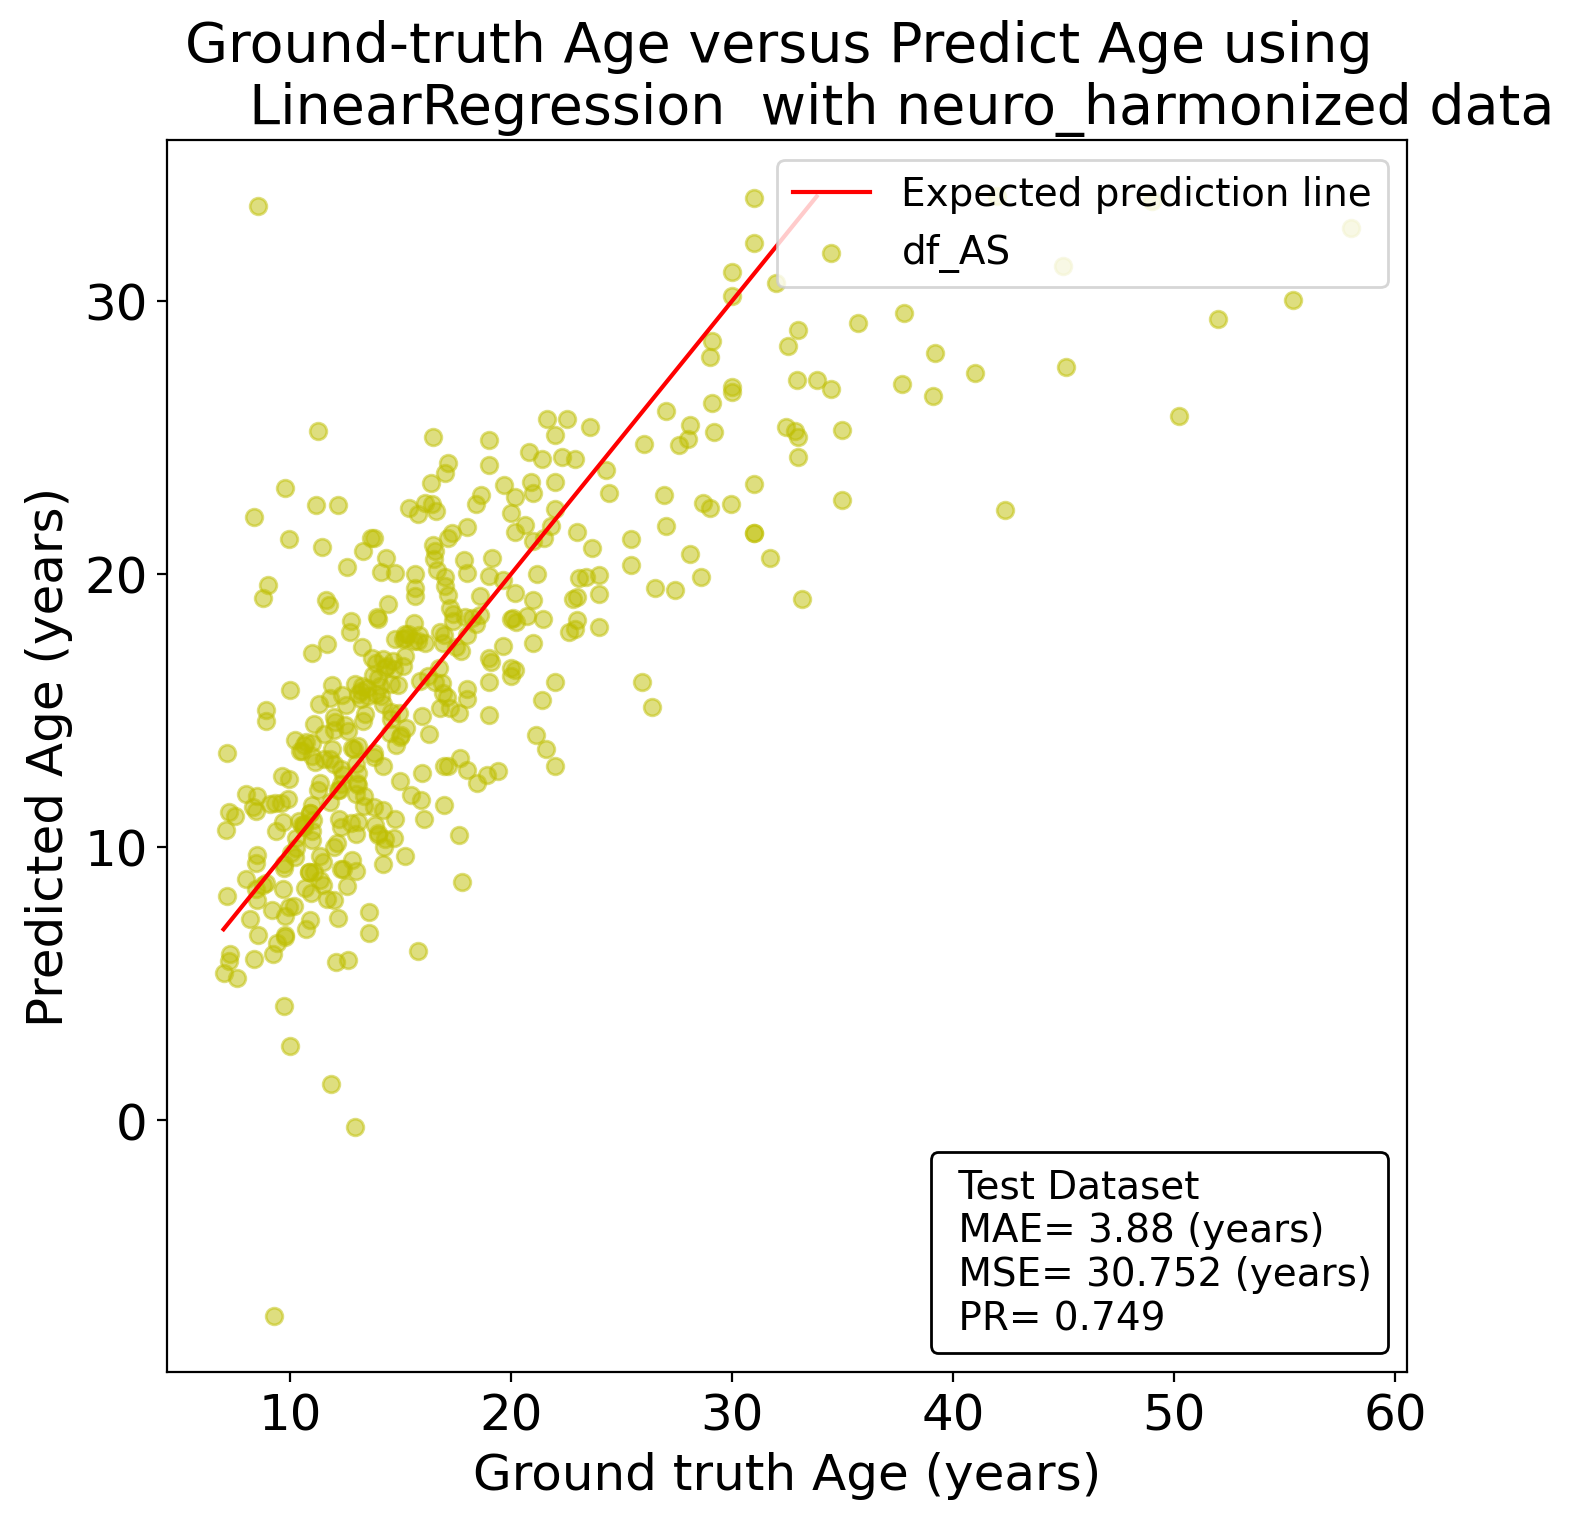 Ground-truth Age versus Predict Age using
LinearRegression  with neuro_harmonized data
Expected prediction line
df_AS
30
20
10
0
Predicted Age (years)
Test Dataset
MAE= 3.88 (years)
MSE= 30.752 (years)
PR= 0.749
10 20 30 40 50 60
Ground truth Age (years)